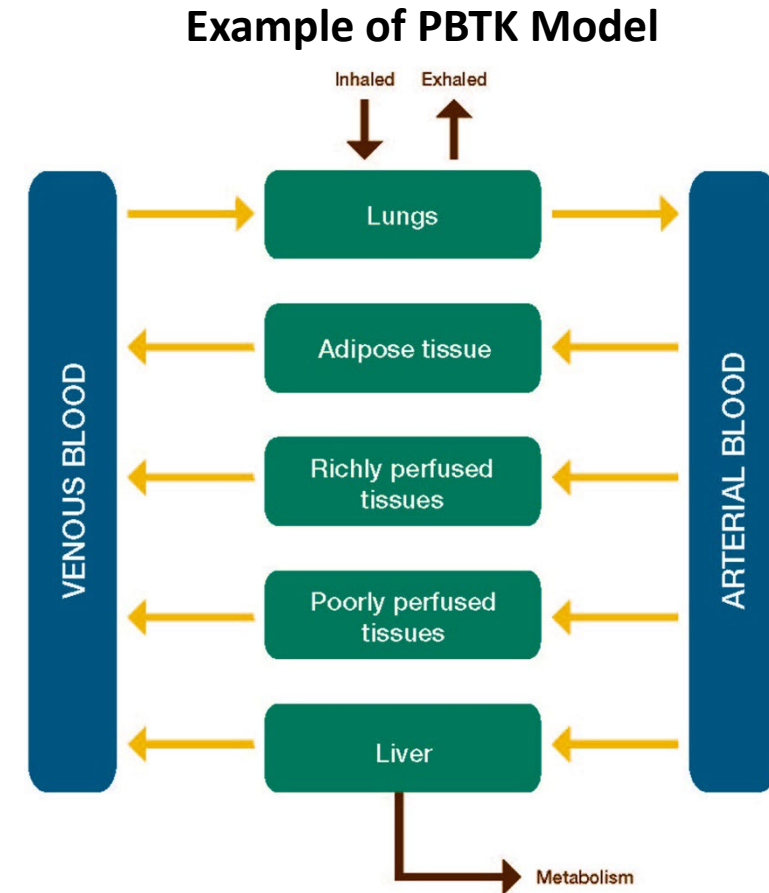 Example of PBTK Model
Inhaled
Exhaled
Lungs
Adipose tissue
Richly perfused
tissues
Poorly perfused
tissues
Liver
VENOUS BLOOD
ARTERIAL BLOOD
Metabolism